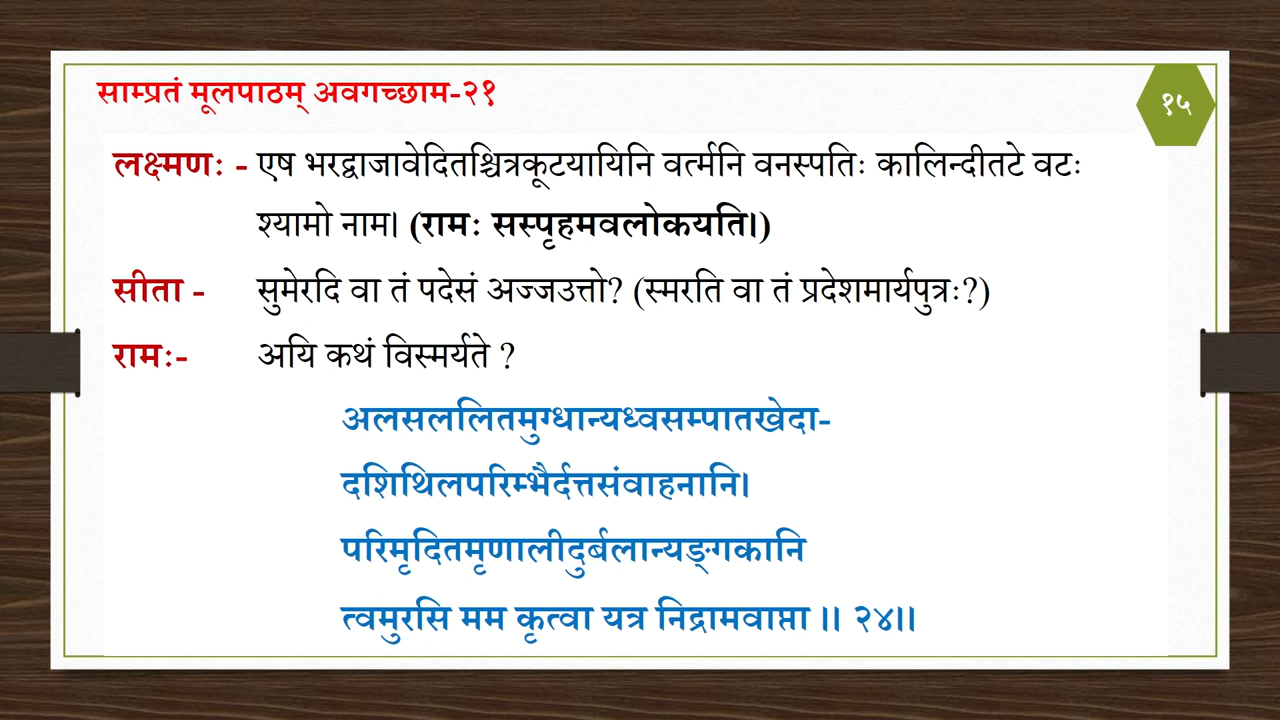 साम्प्रतं मूलपाठम् अवगच्छाम-२१
१५
लक्ष्मणः - एष भरद्वाजावेदितश्चित्रकूटयायिनि वर्त्मनि वनस्पतिः कालिन्दीतटे वटः
श्यामो नाम। (रामः सस्पृहमवलोकयति।)
सीता - सुमेरदि वा तं पदेसं अज्जउत्तो? (स्मरति वा तं प्रदेशमार्यपुत्रः?)
रामः- अयि कथं विस्मर्यते ?
अलसललितमुग्धान्यध्वसम्पातखेदा-
दशिथिलपरिम्भैर्दत्तसंवाहनानि।
परिमृदितमृणालीदुर्बलान्यङ्गकानि
त्वमुरसि मम कृत्वा यत्र निद्रामवाप्ता ।। २४।।